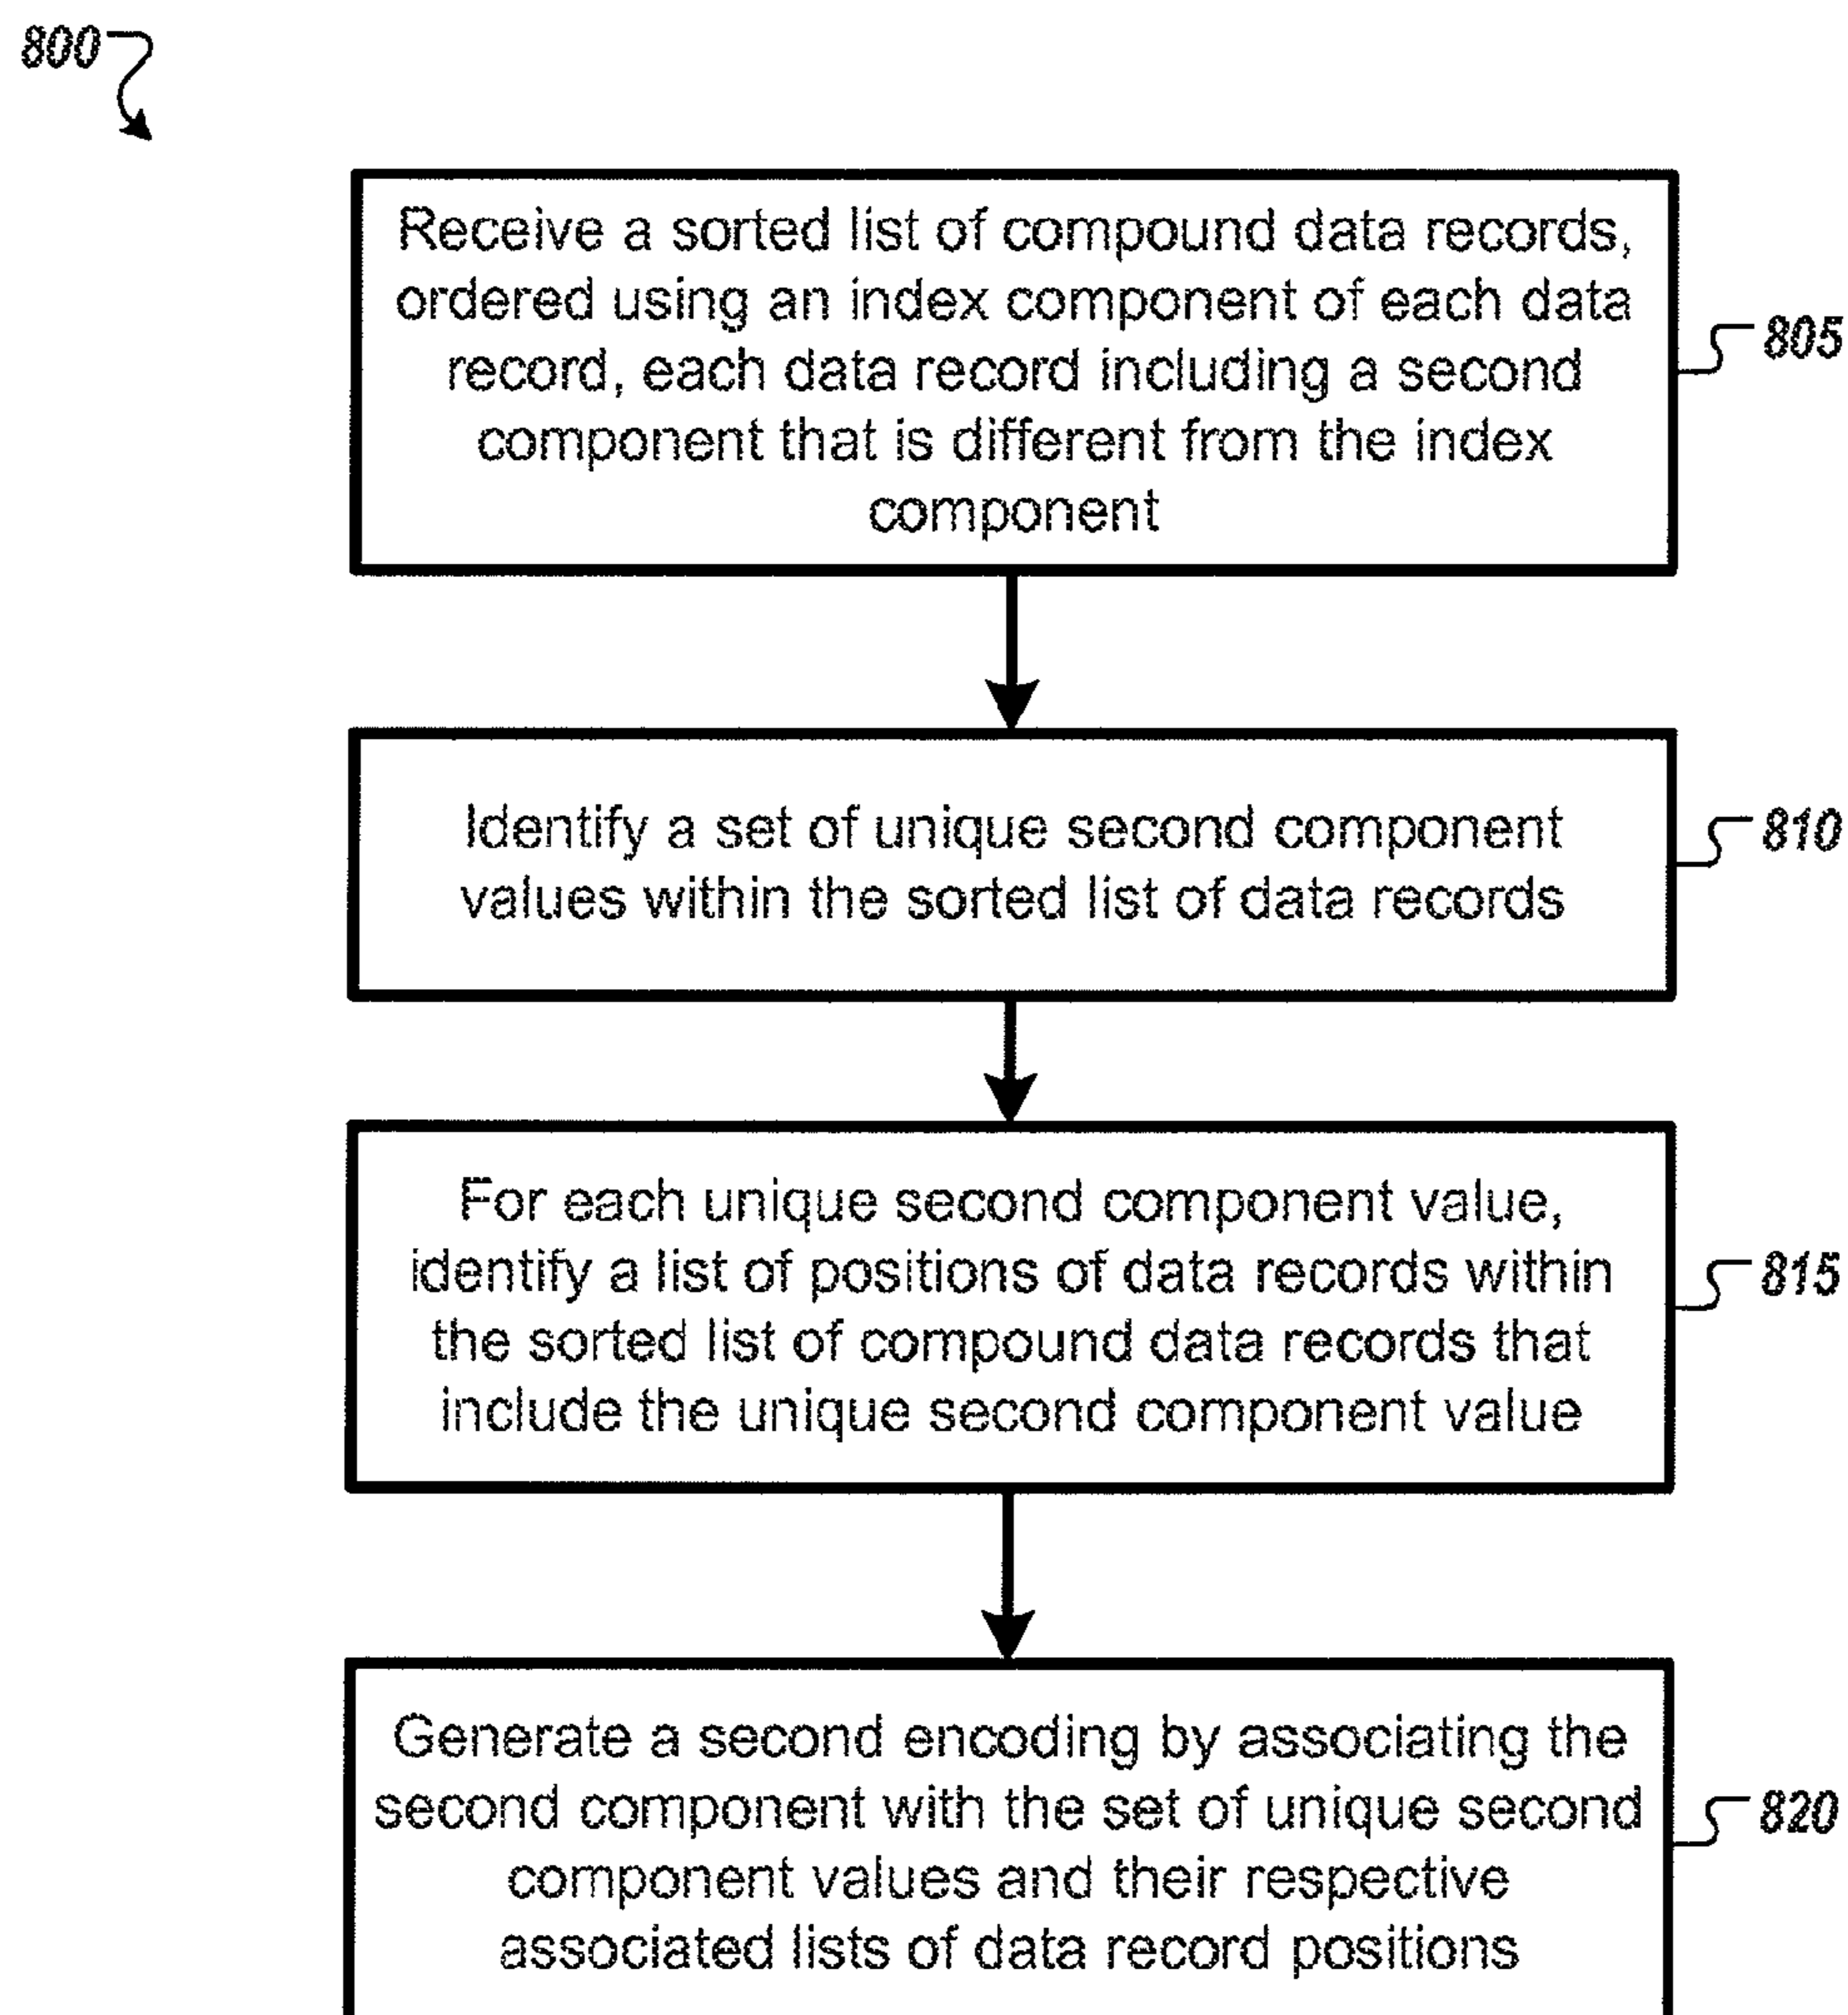 800
Receive a sorted list of compound data records,
ordered using an index component of each data
record, each data record including a second
component that is different from the index
component
805
Identify a set of unique second component
values within the sorted list of data records
810
For each unique second component value,
identify a list of positions of data records within
the sorted list of compound data records that
include the unique second component value
815
Generate a second encoding by associating the
second component with the set of unique second
component values and their respective
associated lists of data record positions
820